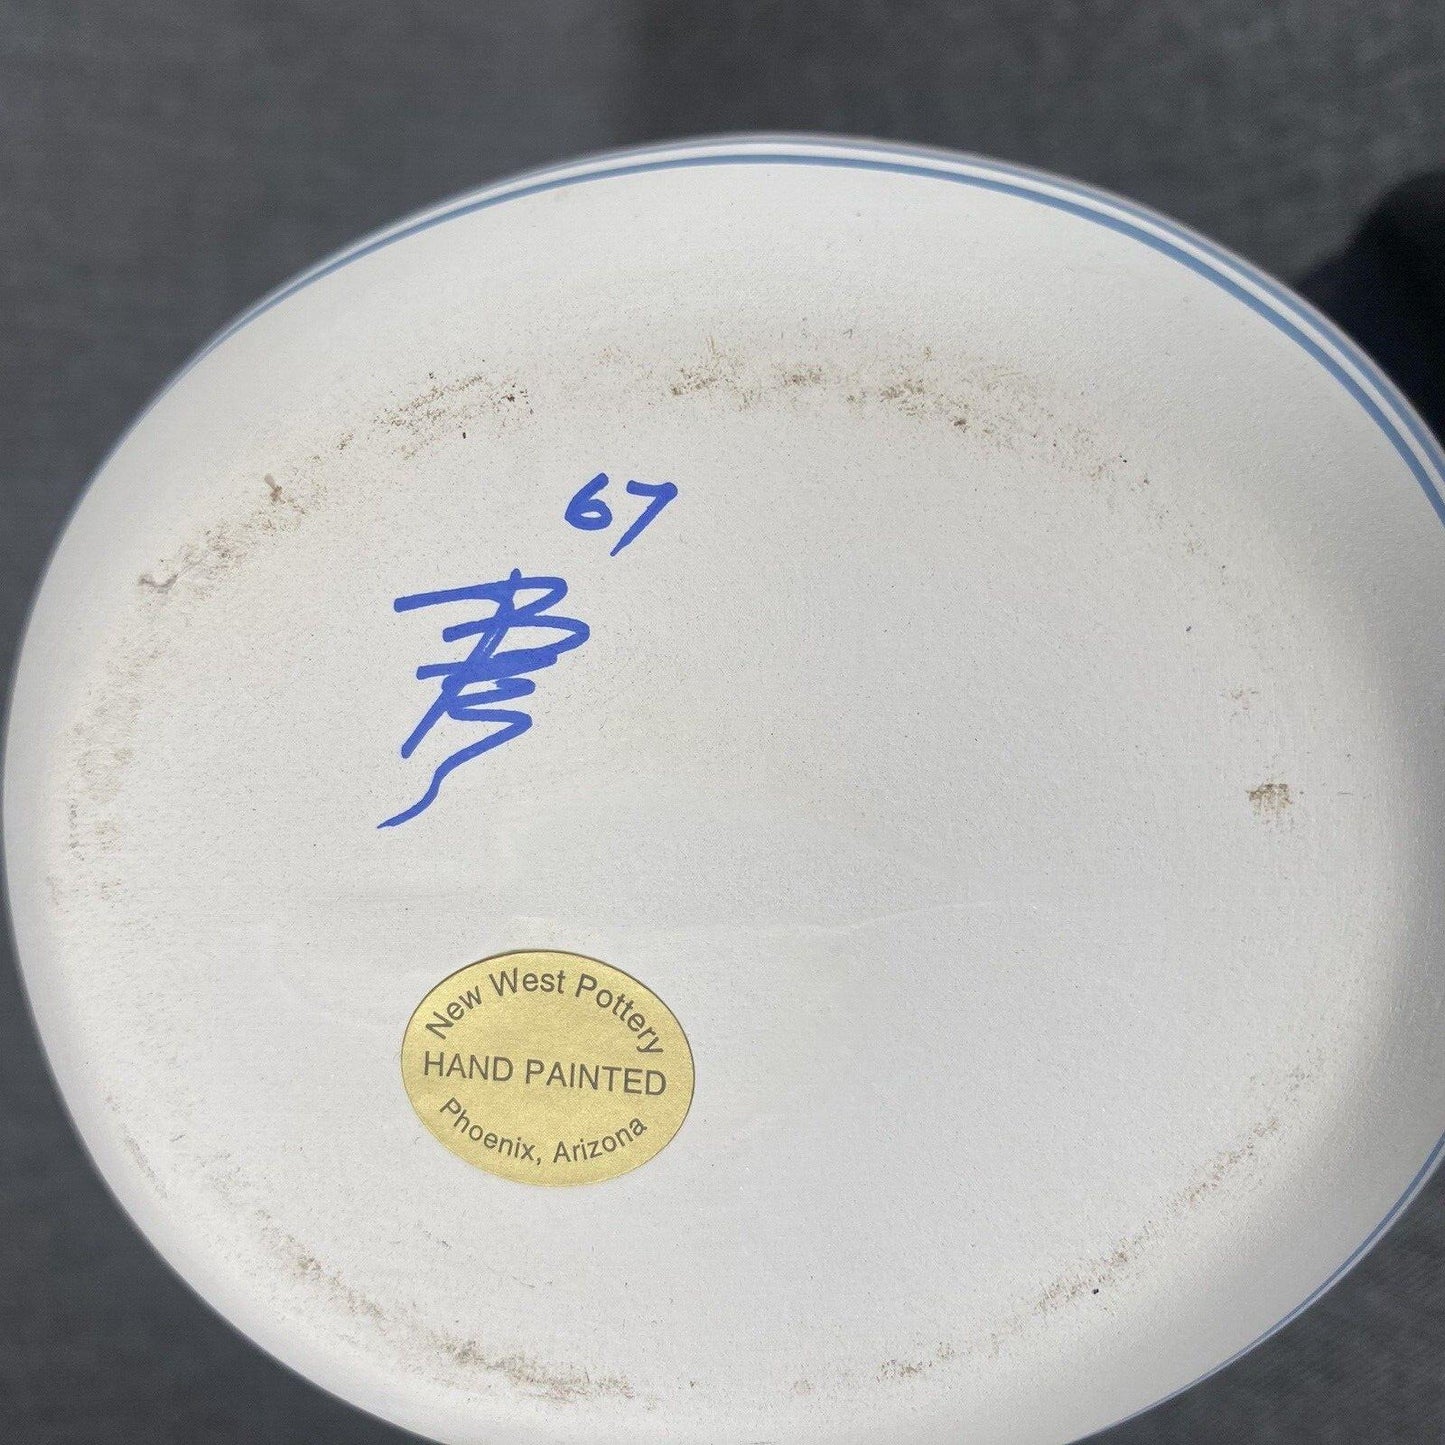 67
New West Pottery
HAND PAINTED
Phoenix, Arizona